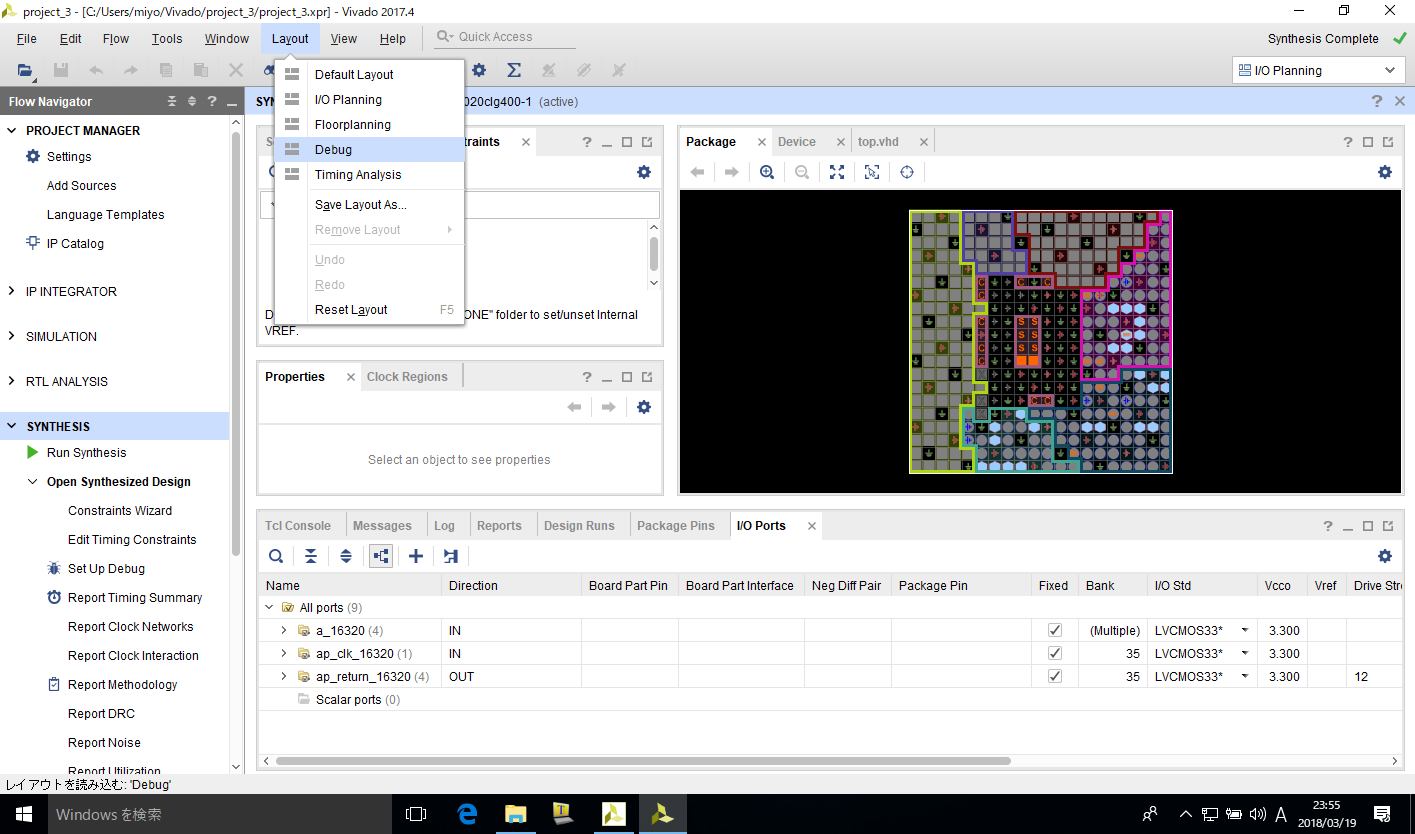 project_3 - [C:/Users/miyo/Vivado/project_3/project_3.xpr] - Vivado 2017.4
File Edit Flow Tools Window Layout View Help Quick Access Synthesis Complete
I/O Planning
Flow Navigator
020clg400-1 (active)
PROJECT MANAGER
Settings
Add Sources
Language Templates
IP Catalog
IP INTEGRATOR
SIMULATION
RTL ANALYSIS
SYNTHESIS
Run Synthesis
Open Synthesized Design
Constraints Wizard
Edit Timing Constraints
Set Up Debug
Report Timing Summary
Report Clock Networks
Report Clock Interaction
Report Methodology
Report DRC
Report Noise
Report Utilization
Default Layout
I/O Planning
Floorplanning
Debug
Timing Analysis
Save Layout As...
Remove Layout
Undo
Redo
Reset Layout F5
raints
ONE" folder to set/unset Internal
VREF.
Properties Clock Regions
Select an object to see properties
Package Device top.vhd
Tcl Console Messages Log Reports Design Runs Package Pins I/O Ports
Name Direction Board Part Pin Board Part Interface Neg Diff Pair Package Pin Fixed Bank I/O Std Vcco Vref Drive Stre
All ports (9)
a_16320 (4) IN (Multiple) LVCMOS33* 3.300
ap_clk_16320 (1) IN 35 LVCMOS33* 3.300
ap_return_16320 (4) OUT 35 LVCMOS33* 3.300 12
Scalar ports (0)
レイアウトを読み込む: 'Debug'
Windows を検索
A
23:55
2018/03/19